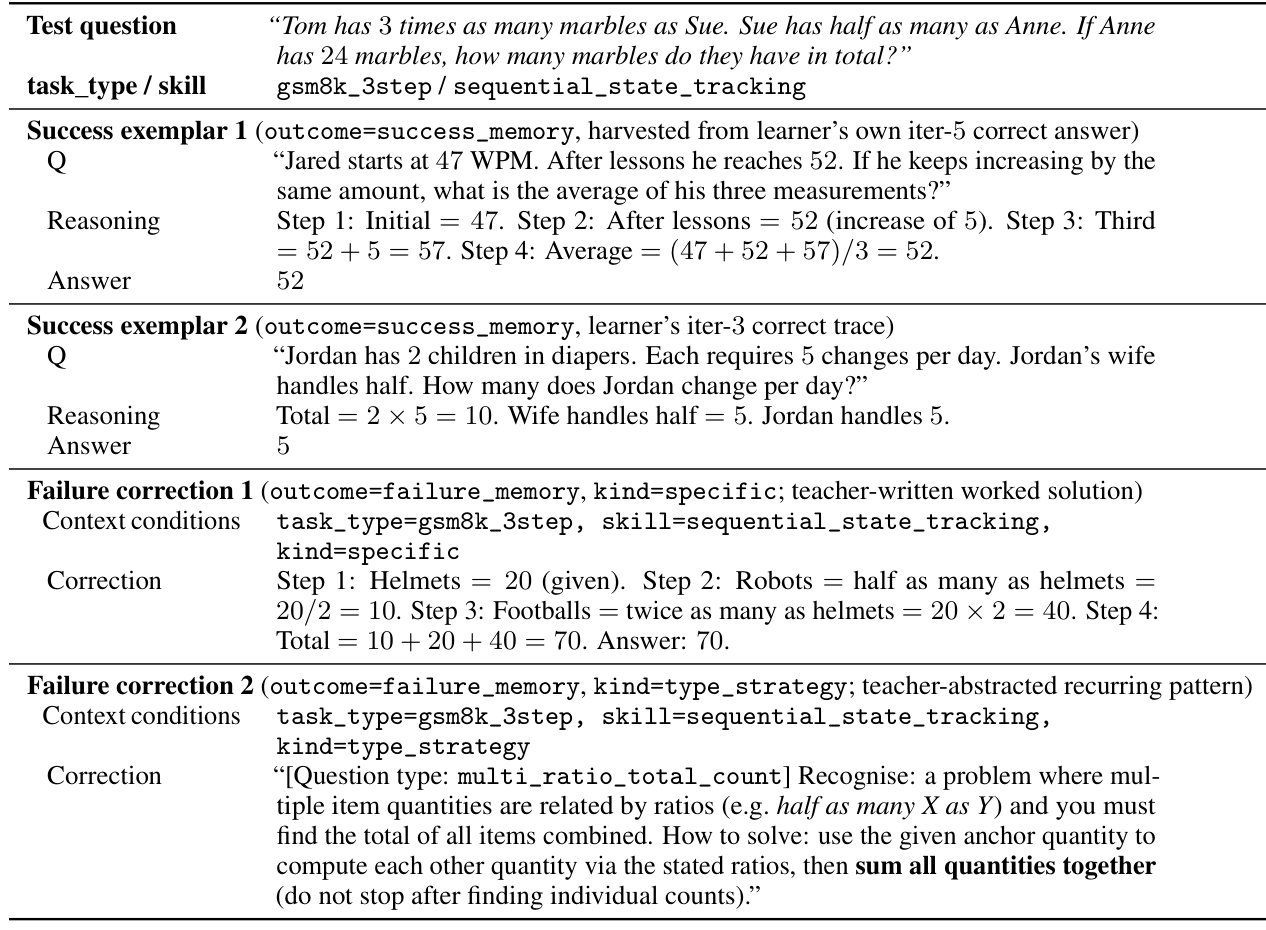 Test question “Tom has 3 times as many marbles as Sue. Sue has half as many as Anne. If Anne
has 24 marbles, how many marbles do they have in total?”
task_type / skill gsm8k_3step / sequential_state_tracking
Success exemplar 1 (outcome=success_memory, harvested from learner’s own iter-5 correct answer)
Q “Jared starts at 47 WPM. After lessons he reaches 52. If he keeps increasing by the
same amount, what is the average of his three measurements?”
Reasoning Step 1: Initial = 47. Step 2: After lessons = 52 (increase of 5). Step 3: Third
= 52 + 5 = 57. Step 4: Average = (47 + 52 + 57)/3 = 52.
Answer 52
Success exemplar 2 (outcome=success_memory, learner’s iter-3 correct trace)
Q “Jordan has 2 children in diapers. Each requires 5 changes per day. Jordan’s wife
handles half. How many does Jordan change per day?”
Reasoning Total = 2 × 5 = 10. Wife handles half = 5. Jordan handles 5.
Answer 5
Failure correction 1 (outcome=failure_memory, kind=specific; teacher-written worked solution)
Context conditions task_type=gsm8k_3step, skill=sequential_state_tracking,
kind=specific
Correction Step 1: Helmets = 20 (given). Step 2: Robots = half as many as helmets =
20/2 = 10. Step 3: Footballs = twice as many as helmets = 20 × 2 = 40. Step 4:
Total = 10 + 20 + 40 = 70. Answer: 70.
Failure correction 2 (outcome=failure_memory, kind=type_strategy; teacher-abstracted recurring pattern)
Context conditions task_type=gsm8k_3step, skill=sequential_state_tracking,
kind=type_strategy
Correction “[Question type: multi_ratio_total_count] Recognise: a problem where mul-
tiple item quantities are related by ratios (e.g. half as many X as Y) and you must
find the total of all items combined. How to solve: use the given anchor quantity to
compute each other quantity via the stated ratios, then sum all quantities together
(do not stop after finding individual counts).”